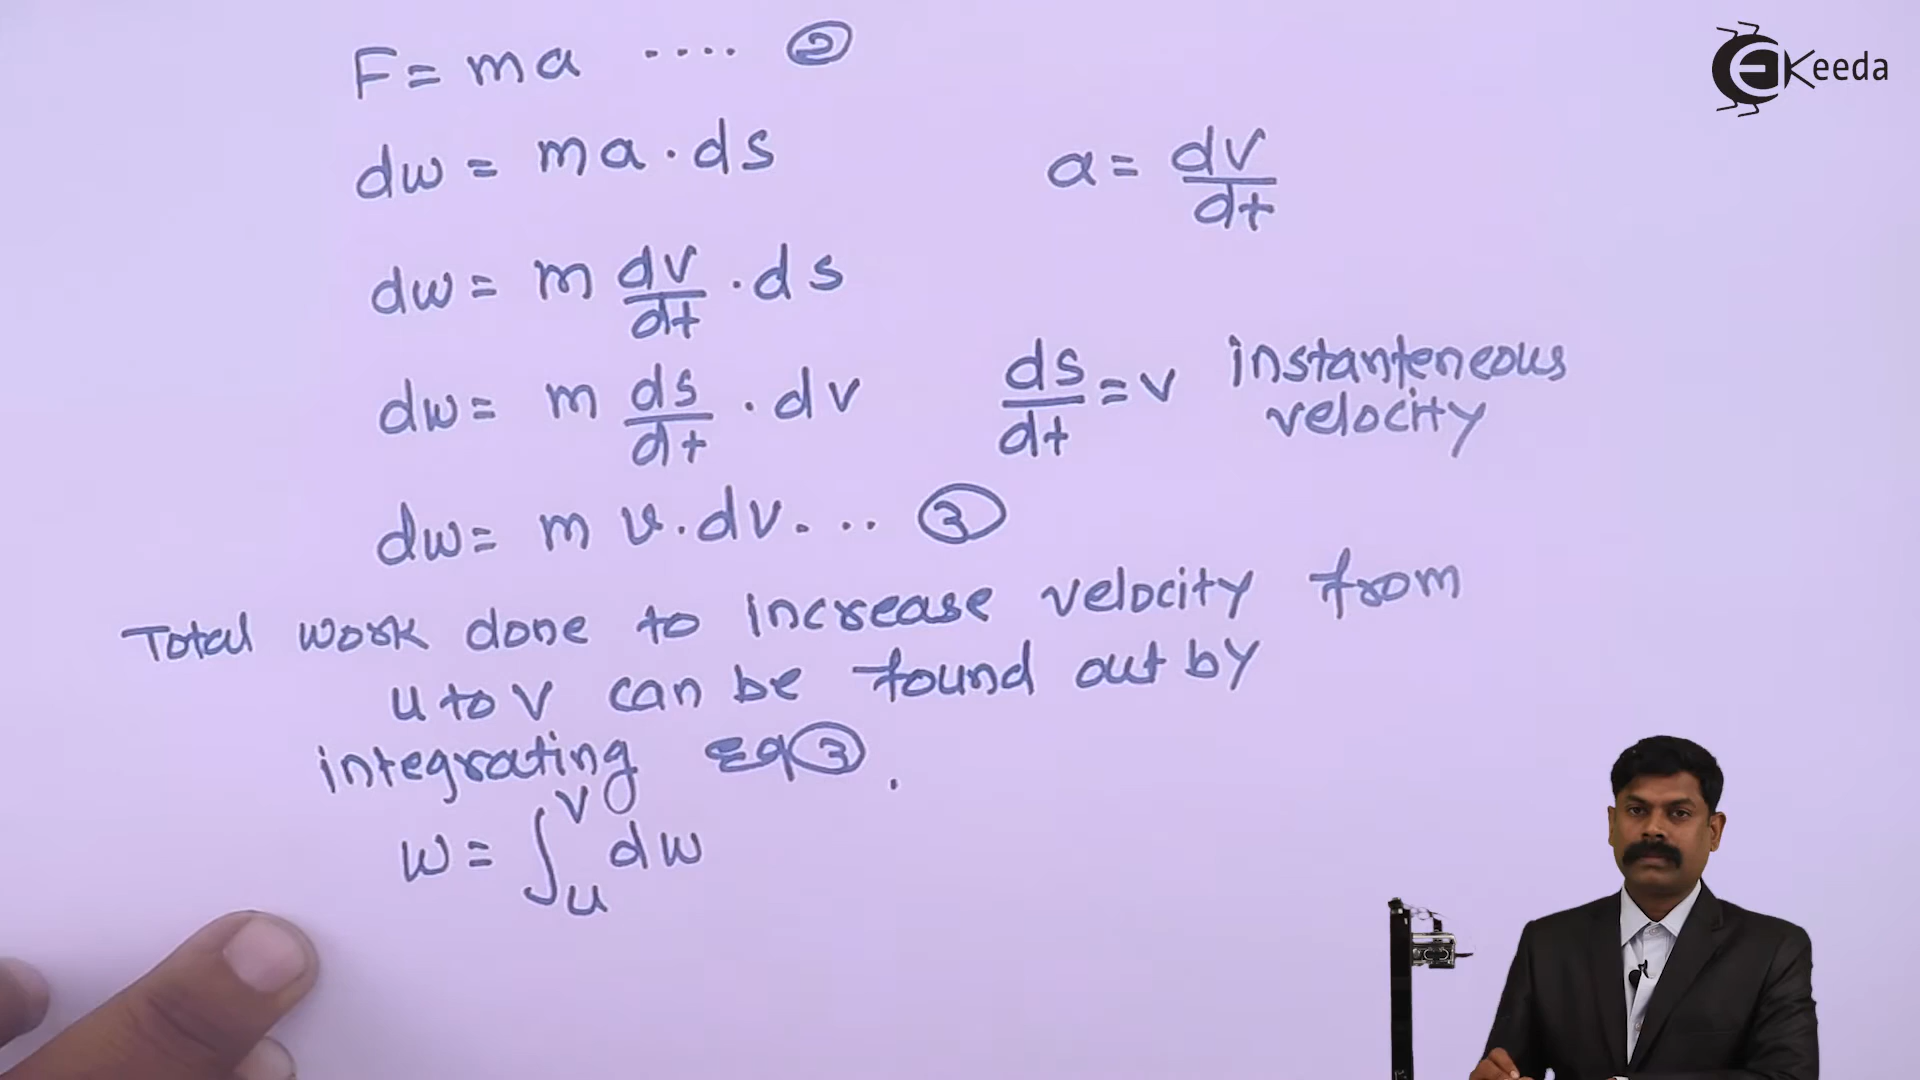 F = ma .... ②
EKeeda
dw = ma · ds
a = dv/dt
dw = m dv/dt · ds
dw = m ds/dt · dv
ds/dt = v instanteneous
velocity
dw = m v · dv ... ③
Total work done to increase velocity from
u to v can be found out by
integrating Eq ③ .
w = ∫ᵤⱽ dw